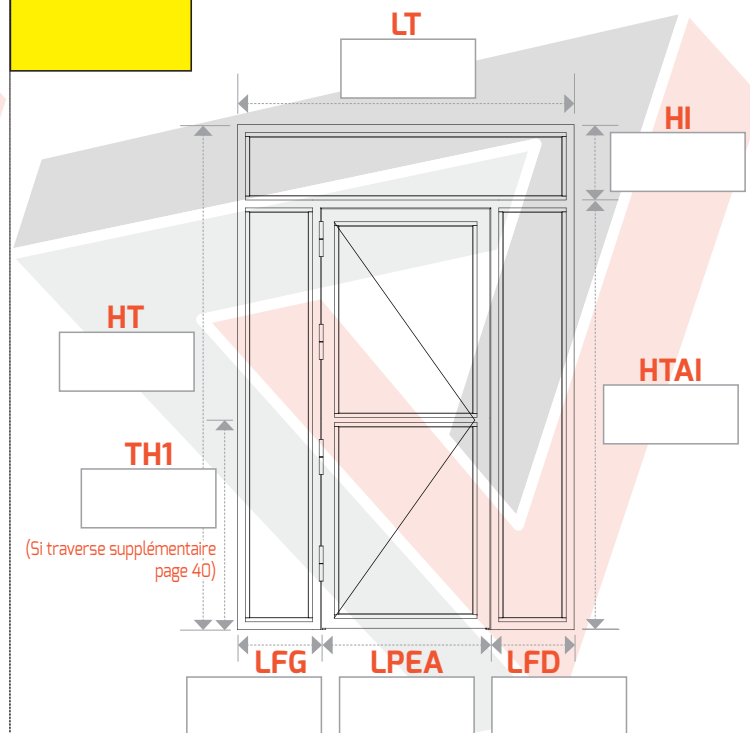 LT
HI
HT
HTAI
TH1
(Si traverse supplémentaire
page 40)
LFG
LPEA
LFD